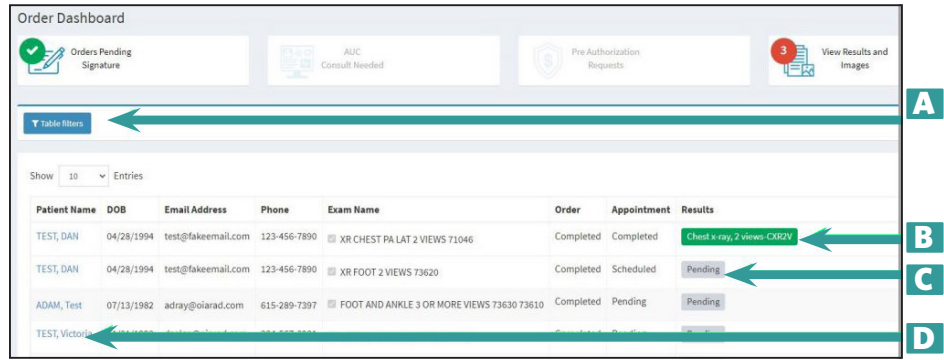 Order Dashboard
Orders Pending
Signature
AUC
Consult Needed
Pre Authorization
Requests
3
View Results and
Images
A
Table filters
Show 10 Entries
Patient Name DOB Email Address Phone Exam Name Order Appointment Results
TEST, DAN 04/28/1994 test@fakeemail.com 123-456-7890 XR CHEST PA LAT 2 VIEWS 71046 Completed Completed Chest x-ray, 2 views-CXR2V
B
TEST, DAN 04/28/1994 test@fakeemail.com 123-456-7890 XR FOOT 2 VIEWS 73620 Completed Scheduled Pending
C
ADAM, Test 07/13/1982 adray@oiarad.com 615-289-7397 FOOT AND ANKLE 3 OR MORE VIEWS 73630 73610 Completed Pending Pending
TEST, Victoria
D